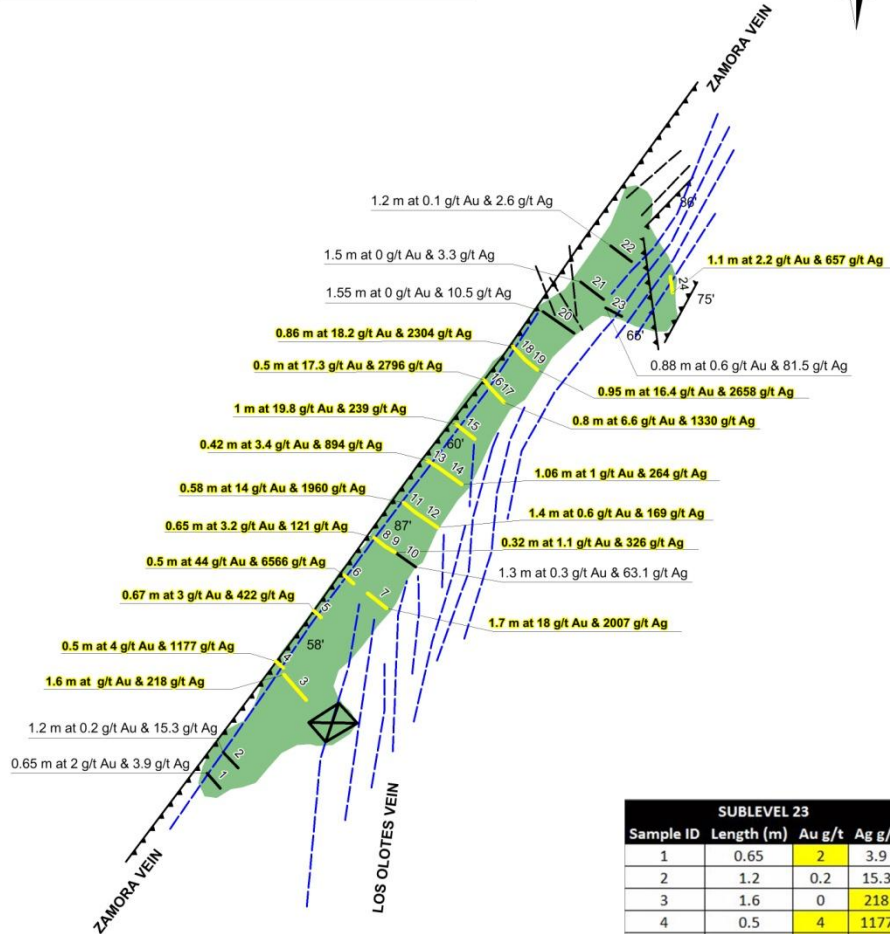 ZAMORA VEIN
1.2 m at 0.1 g/t Au & 2.6 g/t Ag
86'
22
1.5 m at 0 g/t Au & 3.3 g/t Ag
1.1 m at 2.2 g/t Au & 657 g/t Ag
24
21
75'
1.55 m at 0 g/t Au & 10.5 g/t Ag
23
20
65'
0.86 m at 18.2 g/t Au & 2304 g/t Ag
18 19
0.88 m at 0.6 g/t Au & 81.5 g/t Ag
0.5 m at 17.3 g/t Au & 2796 g/t Ag
16 17
0.95 m at 16.4 g/t Au & 2658 g/t Ag
1 m at 19.8 g/t Au & 239 g/t Ag
15
0.8 m at 6.6 g/t Au & 1330 g/t Ag
60'
0.42 m at 3.4 g/t Au & 894 g/t Ag
13 14
1.06 m at 1 g/t Au & 264 g/t Ag
0.58 m at 14 g/t Au & 1960 g/t Ag
11 12
1.4 m at 0.6 g/t Au & 169 g/t Ag
0.65 m at 3.2 g/t Au & 121 g/t Ag
87'
8 9 10
0.32 m at 1.1 g/t Au & 326 g/t Ag
0.5 m at 44 g/t Au & 6566 g/t Ag
6
1.3 m at 0.3 g/t Au & 63.1 g/t Ag
0.67 m at 3 g/t Au & 422 g/t Ag
7
5
1.7 m at 18 g/t Au & 2007 g/t Ag
0.5 m at 4 g/t Au & 1177 g/t Ag
58'
4
1.6 m at g/t Au & 218 g/t Ag
3
1.2 m at 0.2 g/t Au & 15.3 g/t Ag
2
0.65 m at 2 g/t Au & 3.9 g/t Ag
1
LOS OLOTES VEIN
ZAMORA VEIN
SUBLEVEL 23
Sample ID Length (m) Au g/t Ag g/
1 0.65 2 3.9
2 1.2 0.2 15.3
3 1.6 0 218
4 0.5 4 1177